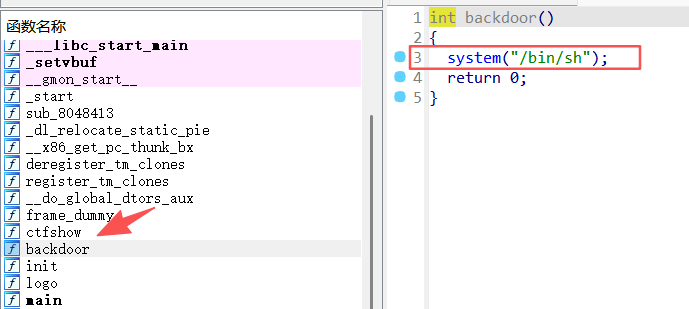 函数名称
___libc_start_main
_setvbuf
__gmon_start__
_start
sub_8048413
_dl_relocate_static_pie
__x86_get_pc_thunk_bx
deregister_tm_clones
register_tm_clones
__do_global_dtors_aux
frame_dummy
ctfshow
backdoor
init
logo
main
1 int backdoor()
2 {
3 system("/bin/sh");
4 return 0;
5 }